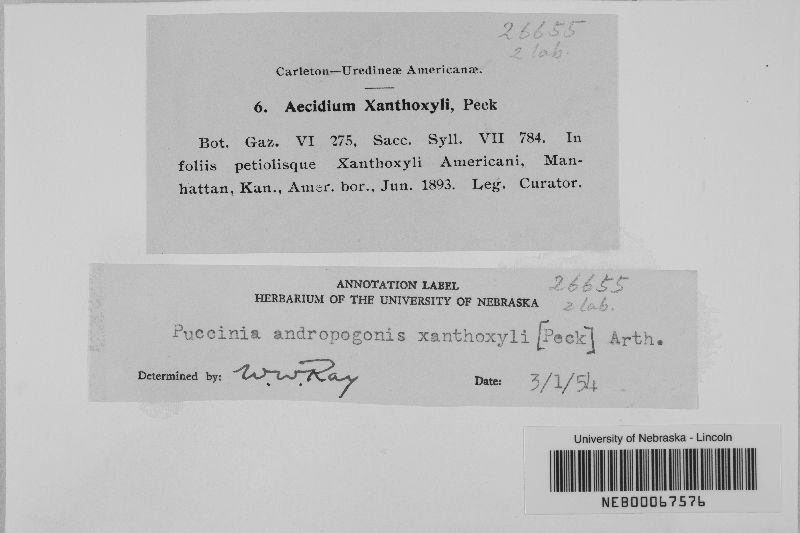 26655
2 lab.
Carleton—Uredineæ Americanæ.
6. Aecidium Xanthoxyli, Peck
Bot. Gaz. VI 275, Sacc. Syll. VII 784. In
foliis petiolisque Xanthoxyli Americani, Man-
hattan, Kan., Amer. bor., Jun. 1893. Leg. Curator.
ANNOTATION LABEL
HERBARIUM OF THE UNIVERSITY OF NEBRASKA
26655
2 lab.
Puccinia andropogonis xanthoxyli [Peck] Arth.
Determined by: W.W. Ray Date: 3/1/54
University of Nebraska - Lincoln
NEB00067576